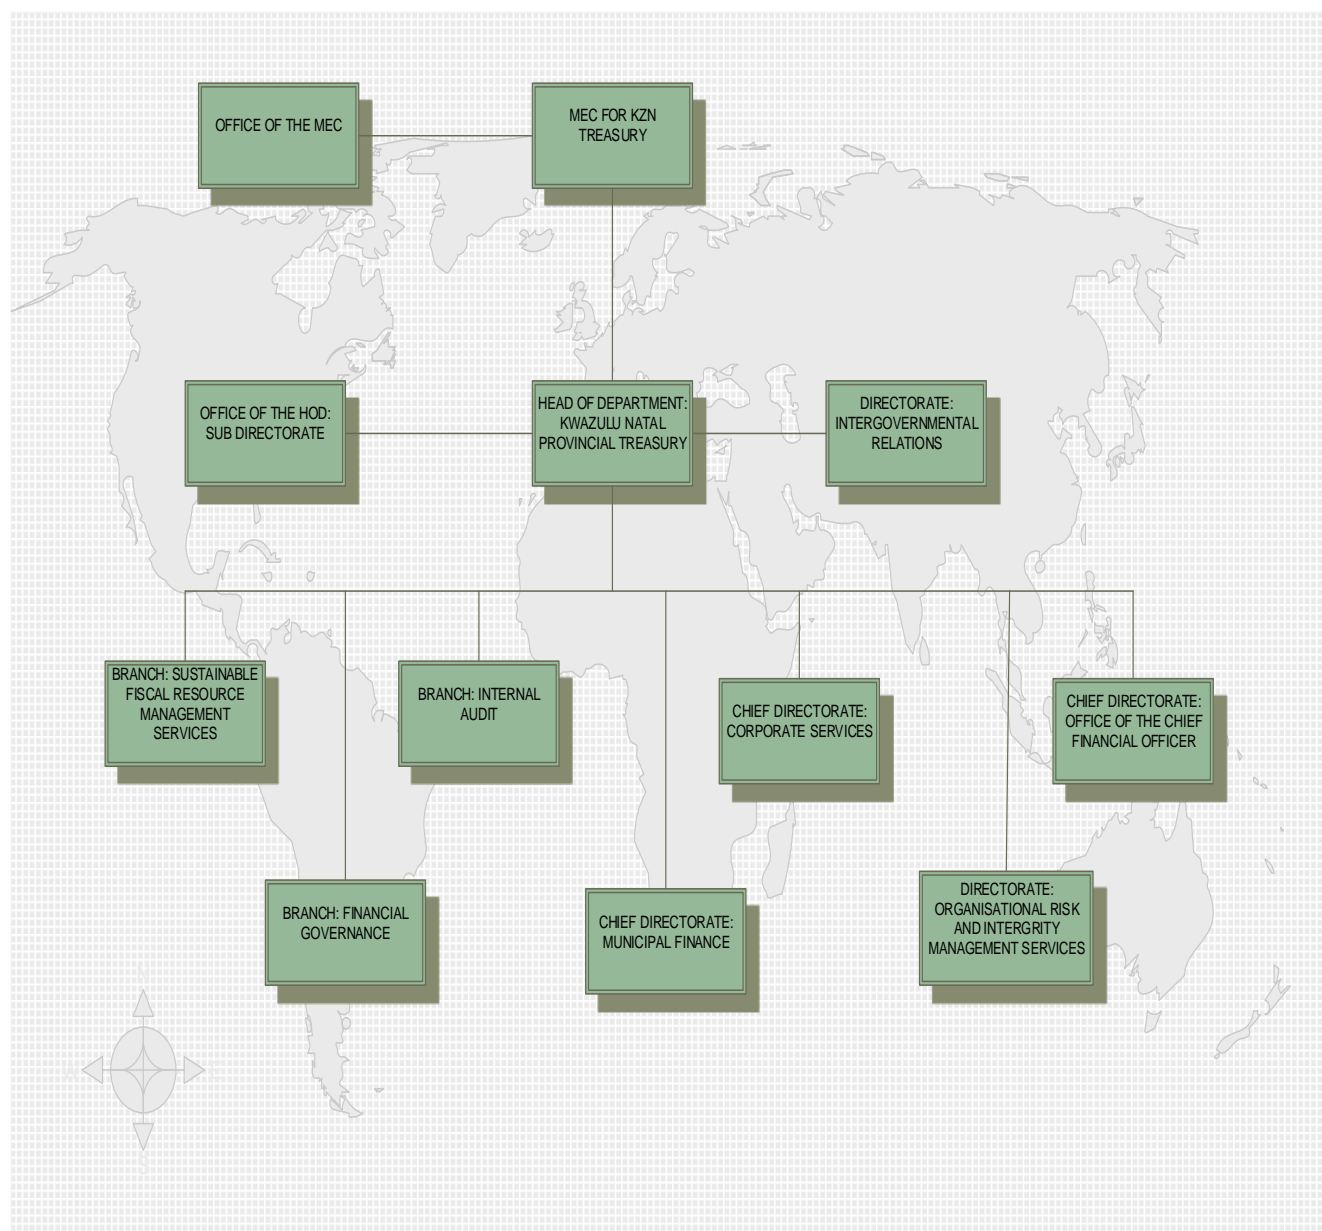 OFFICE OF THE MEC
MEC FOR KZN
TREASURY
OFFICE OF THE HOD:
SUB DIRECTORATE
HEAD OF DEPARTMENT:
KWAZULU NATAL
PROVINCIAL TREASURY
DIRECTORATE:
INTERGOVERNMENTAL
RELATIONS
BRANCH: SUSTAINABLE
FISCAL RESOURCE
MANAGEMENT
SERVICES
BRANCH: INTERNAL
AUDIT
CHIEF DIRECTORATE:
CORPORATE SERVICES
CHIEF DIRECTORATE:
OFFICE OF THE CHIEF
FINANCIAL OFFICER
BRANCH: FINANCIAL
GOVERNANCE
CHIEF DIRECTORATE:
MUNICIPAL FINANCE
DIRECTORATE:
ORGANISATIONAL RISK
AND INTERGRITY
MANAGEMENT SERVICES